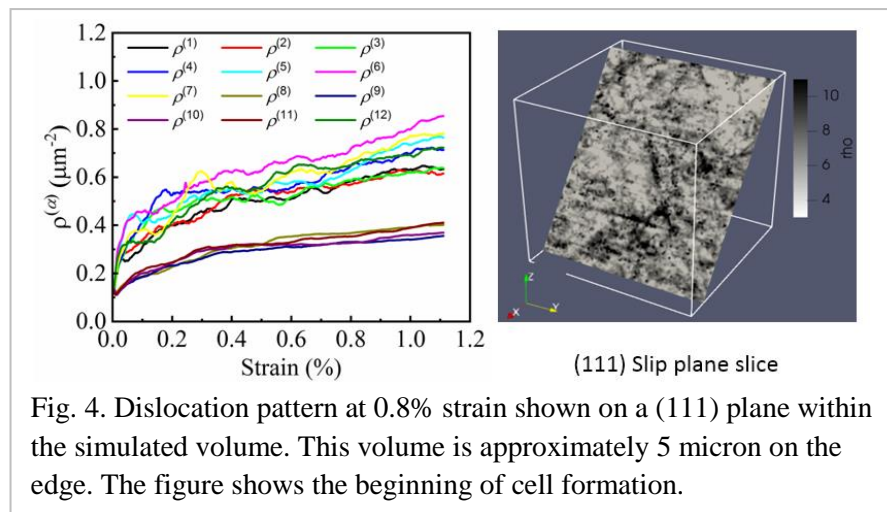 1.2
1.0
0.8
0.6
0.4
0.2
0.0
ρ(α) (μm-2)
ρ(1) ρ(2) ρ(3)
ρ(4) ρ(5) ρ(6)
ρ(7) ρ(8) ρ(9)
ρ(10) ρ(11) ρ(12)
0.0 0.2 0.4 0.6 0.8 1.0 1.2
Strain (%)
10
8
6
4
rho
Z
X
Y
(111) Slip plane slice
Fig. 4. Dislocation pattern at 0.8% strain shown on a (111) plane within
the simulated volume. This volume is approximately 5 micron on the
edge. The figure shows the beginning of cell formation.